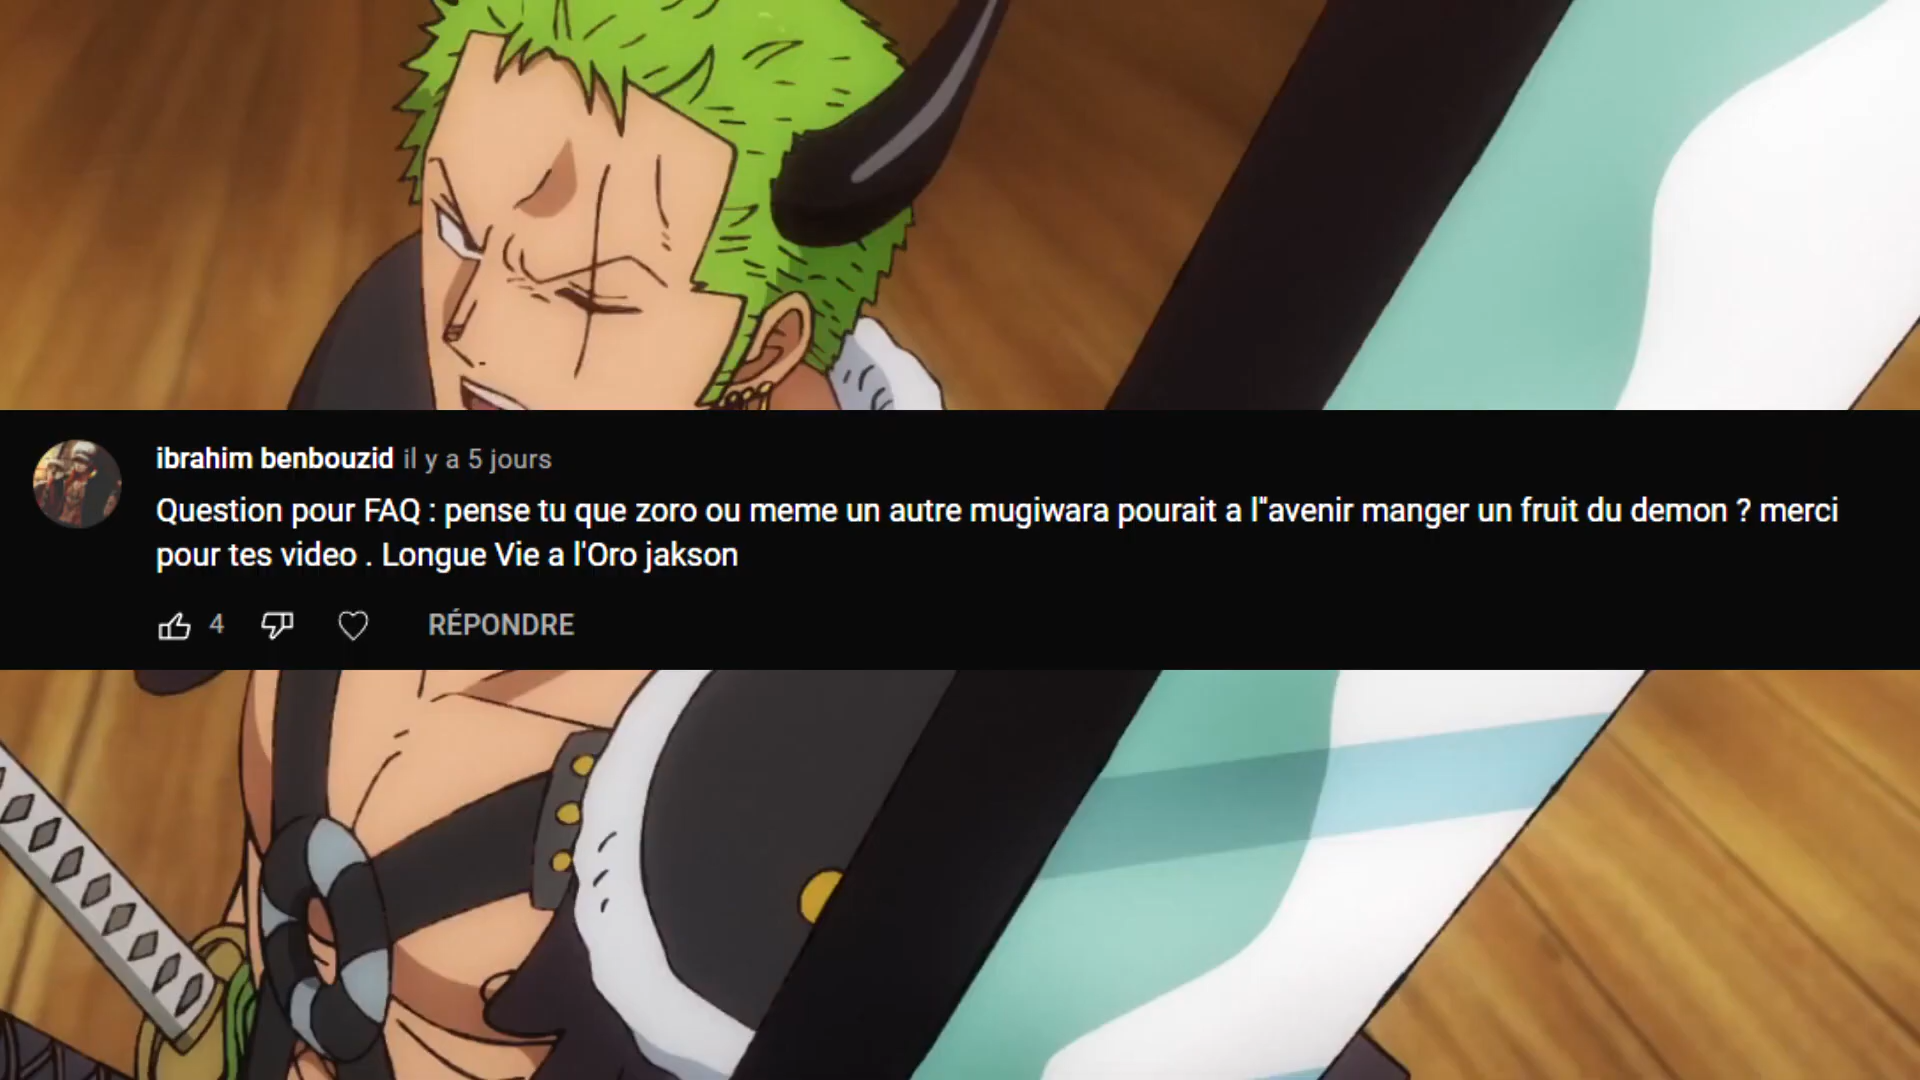 ibrahim benbouzid il y a 5 jours
Question pour FAQ : pense tu que zoro ou meme un autre mugiwara pourait a l''avenir manger un fruit du demon ? merci
pour tes video . Longue Vie a l'Oro jakson
4 RÉPONDRE